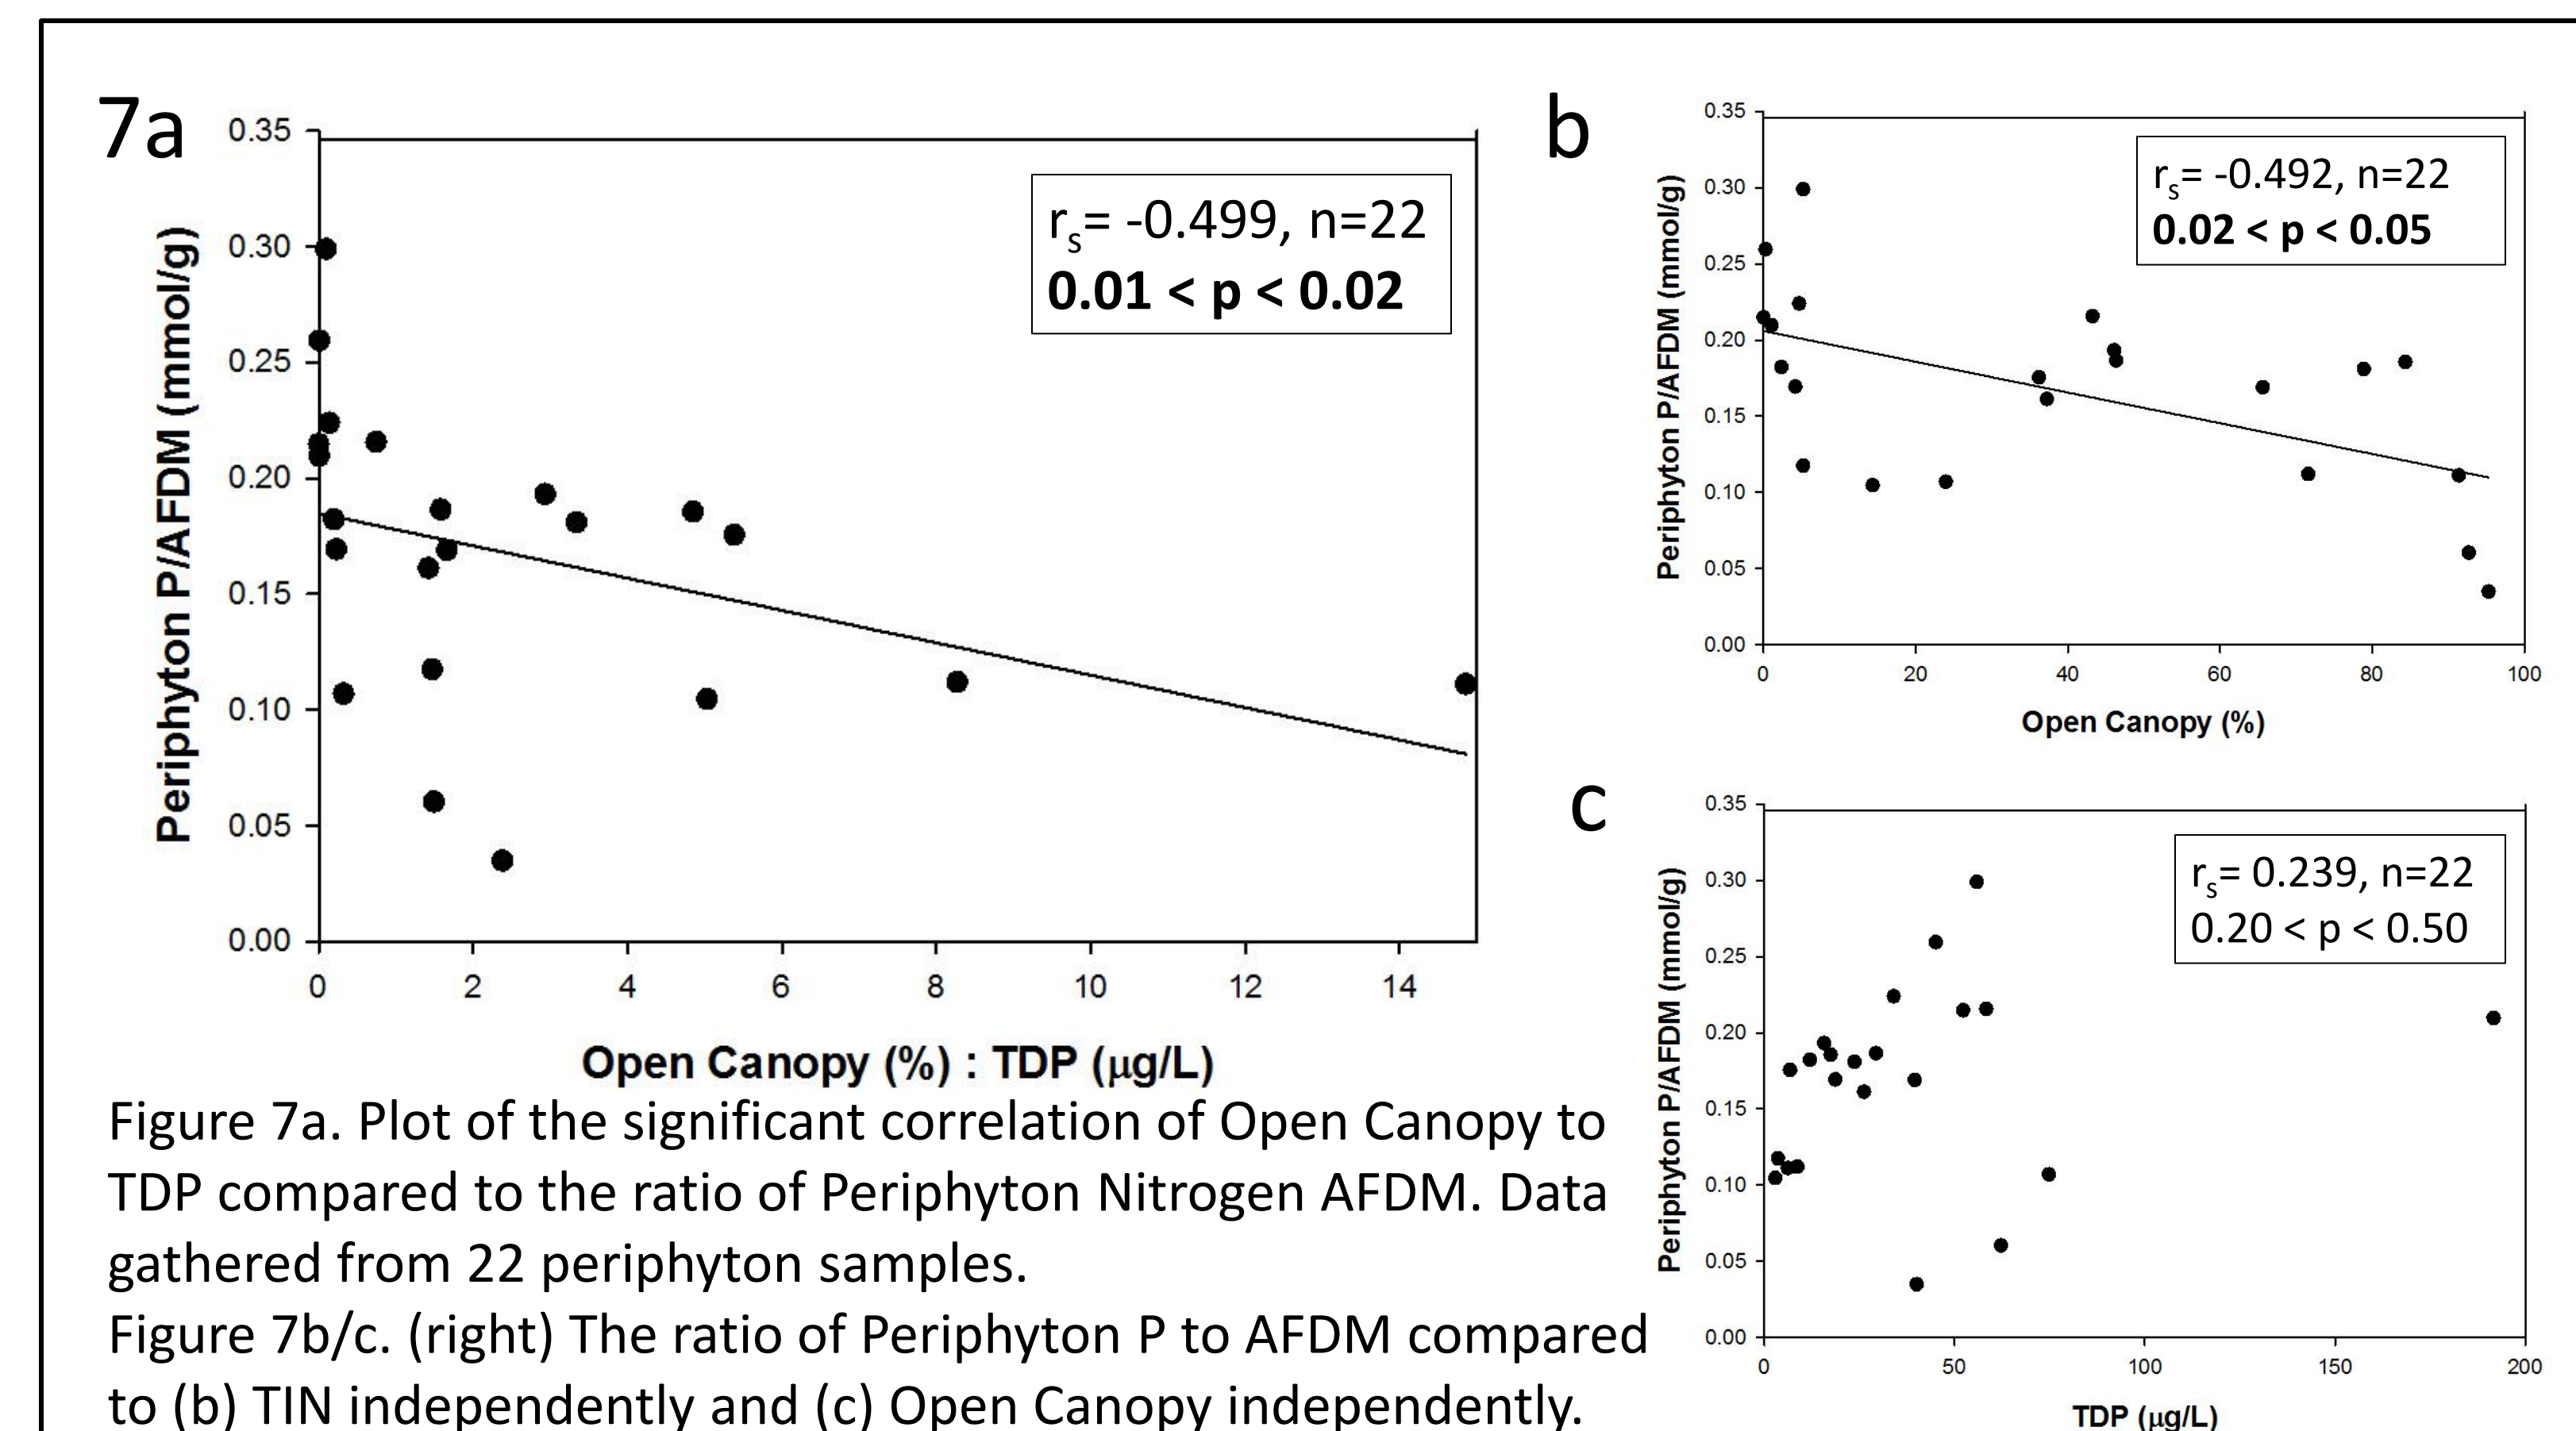 7a
0.35
0.30
0.25
0.20
0.15
0.10
0.05
0.00
Periphyton P/AFDM (mmol/g)
rs= -0.499, n=22
0.01 < p < 0.02
0 2 4 6 8 10 12 14
Open Canopy (%) : TDP (µg/L)
b
0.35
0.30
0.25
0.20
0.15
0.10
0.05
0.00
Periphyton P/AFDM (mmol/g)
rs= -0.492, n=22
0.02 < p < 0.05
0 20 40 60 80 100
Open Canopy (%)
c
0.35
0.30
0.25
0.20
0.15
0.10
0.05
0.00
Periphyton P/AFDM (mmol/g)
rs= 0.239, n=22
0.20 < p < 0.50
0 50 100 150 200
TDP (µg/L)
Figure 7a. Plot of the significant correlation of Open Canopy to
TDP compared to the ratio of Periphyton Nitrogen AFDM. Data
gathered from 22 periphyton samples.
Figure 7b/c. (right) The ratio of Periphyton P to AFDM compared
to (b) TIN independently and (c) Open Canopy independently.